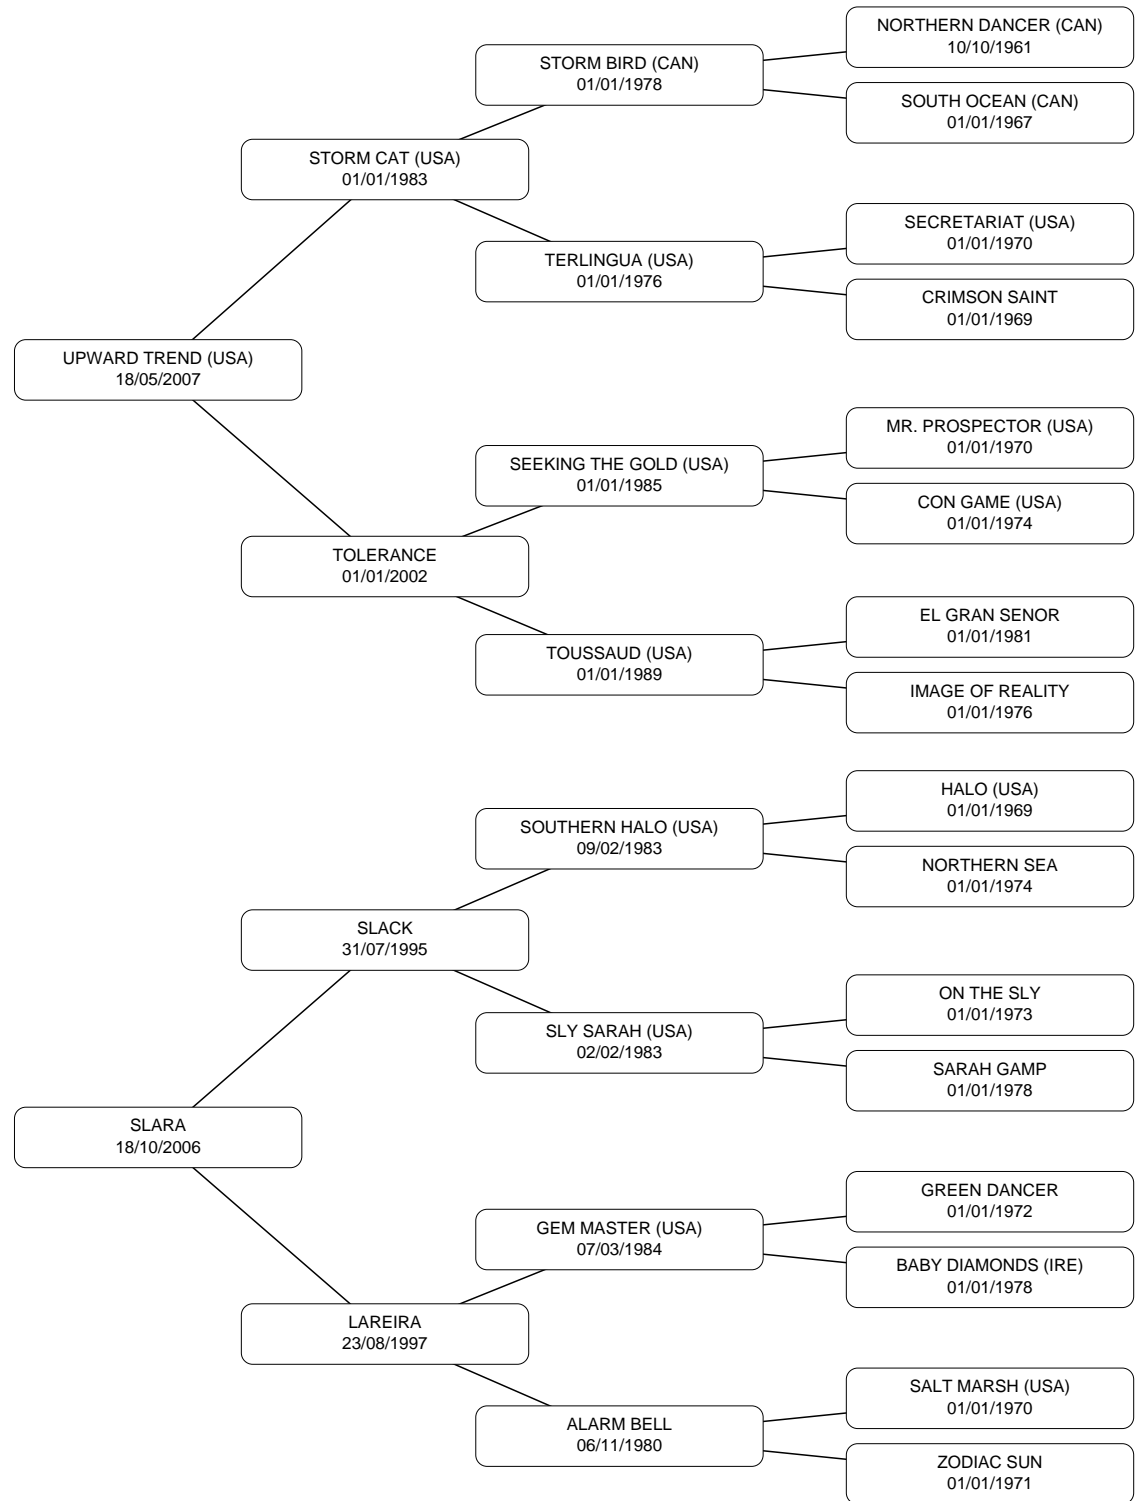 NORTHERN DANCER (CAN)
10/10/1961
STORM BIRD (CAN)
01/01/1978
SOUTH OCEAN (CAN)
01/01/1967
STORM CAT (USA)
01/01/1983
SECRETARIAT (USA)
01/01/1970
TERLINGUA (USA)
01/01/1976
CRIMSON SAINT
01/01/1969
UPWARD TREND (USA)
18/05/2007
MR. PROSPECTOR (USA)
01/01/1970
SEEKING THE GOLD (USA)
01/01/1985
CON GAME (USA)
01/01/1974
TOLERANCE
01/01/2002
EL GRAN SENOR
01/01/1981
TOUSSAUD (USA)
01/01/1989
IMAGE OF REALITY
01/01/1976
HALO (USA)
01/01/1969
SOUTHERN HALO (USA)
09/02/1983
NORTHERN SEA
01/01/1974
SLACK
31/07/1995
ON THE SLY
01/01/1973
SLY SARAH (USA)
02/02/1983
SARAH GAMP
01/01/1978
SLARA
18/10/2006
GREEN DANCER
01/01/1972
GEM MASTER (USA)
07/03/1984
BABY DIAMONDS (IRE)
01/01/1978
LAREIRA
23/08/1997
SALT MARSH (USA)
01/01/1970
ALARM BELL
06/11/1980
ZODIAC SUN
01/01/1971